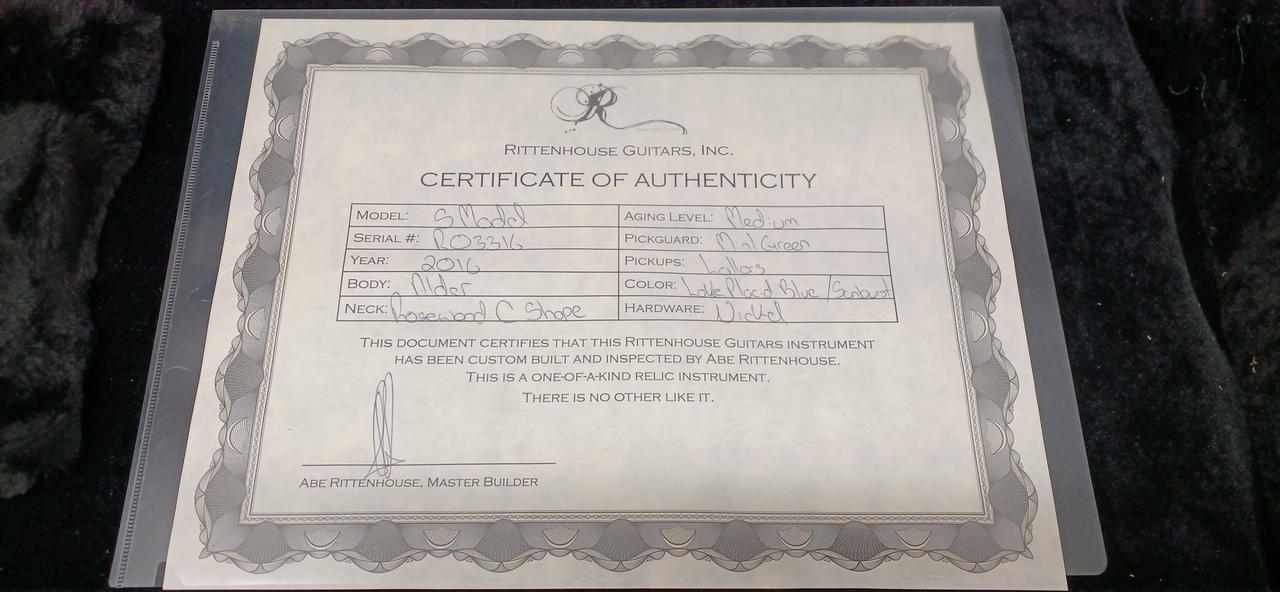 R
RITTENHOUSE GUITARS, INC.
CERTIFICATE OF AUTHENTICITY
MODEL: S Model
AGING LEVEL: Medium
SERIAL #: R03316
PICKGUARD: Mint Green
YEAR: 2016
PICKUPS: Lollars
BODY: Alder
COLOR: Lake Placid Blue / Sunburst
NECK: Rosewood C Shape
HARDWARE: Nickel
THIS DOCUMENT CERTIFIES THAT THIS RITTENHOUSE GUITARS INSTRUMENT
HAS BEEN CUSTOM BUILT AND INSPECTED BY ABE RITTENHOUSE.
THIS IS A ONE-OF-A-KIND RELIC INSTRUMENT.
THERE IS NO OTHER LIKE IT.
ABE RITTENHOUSE, MASTER BUILDER